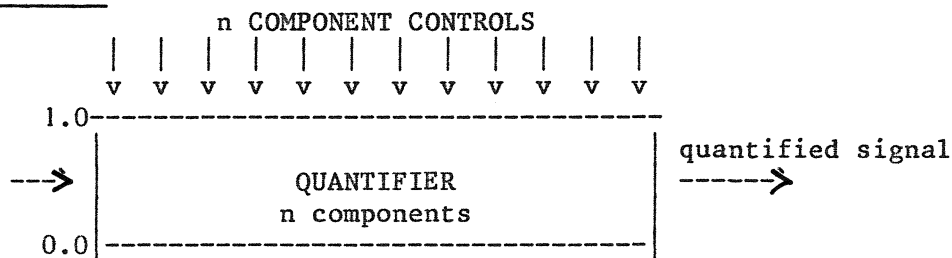 n COMPONENT CONTROLS
| | | | | | | | | | | |
v v v v v v v v v v v v
1.0------------------------------------
quantified signal
---> QUANTIFIER ------->
n components
0.0 -----------------------------------